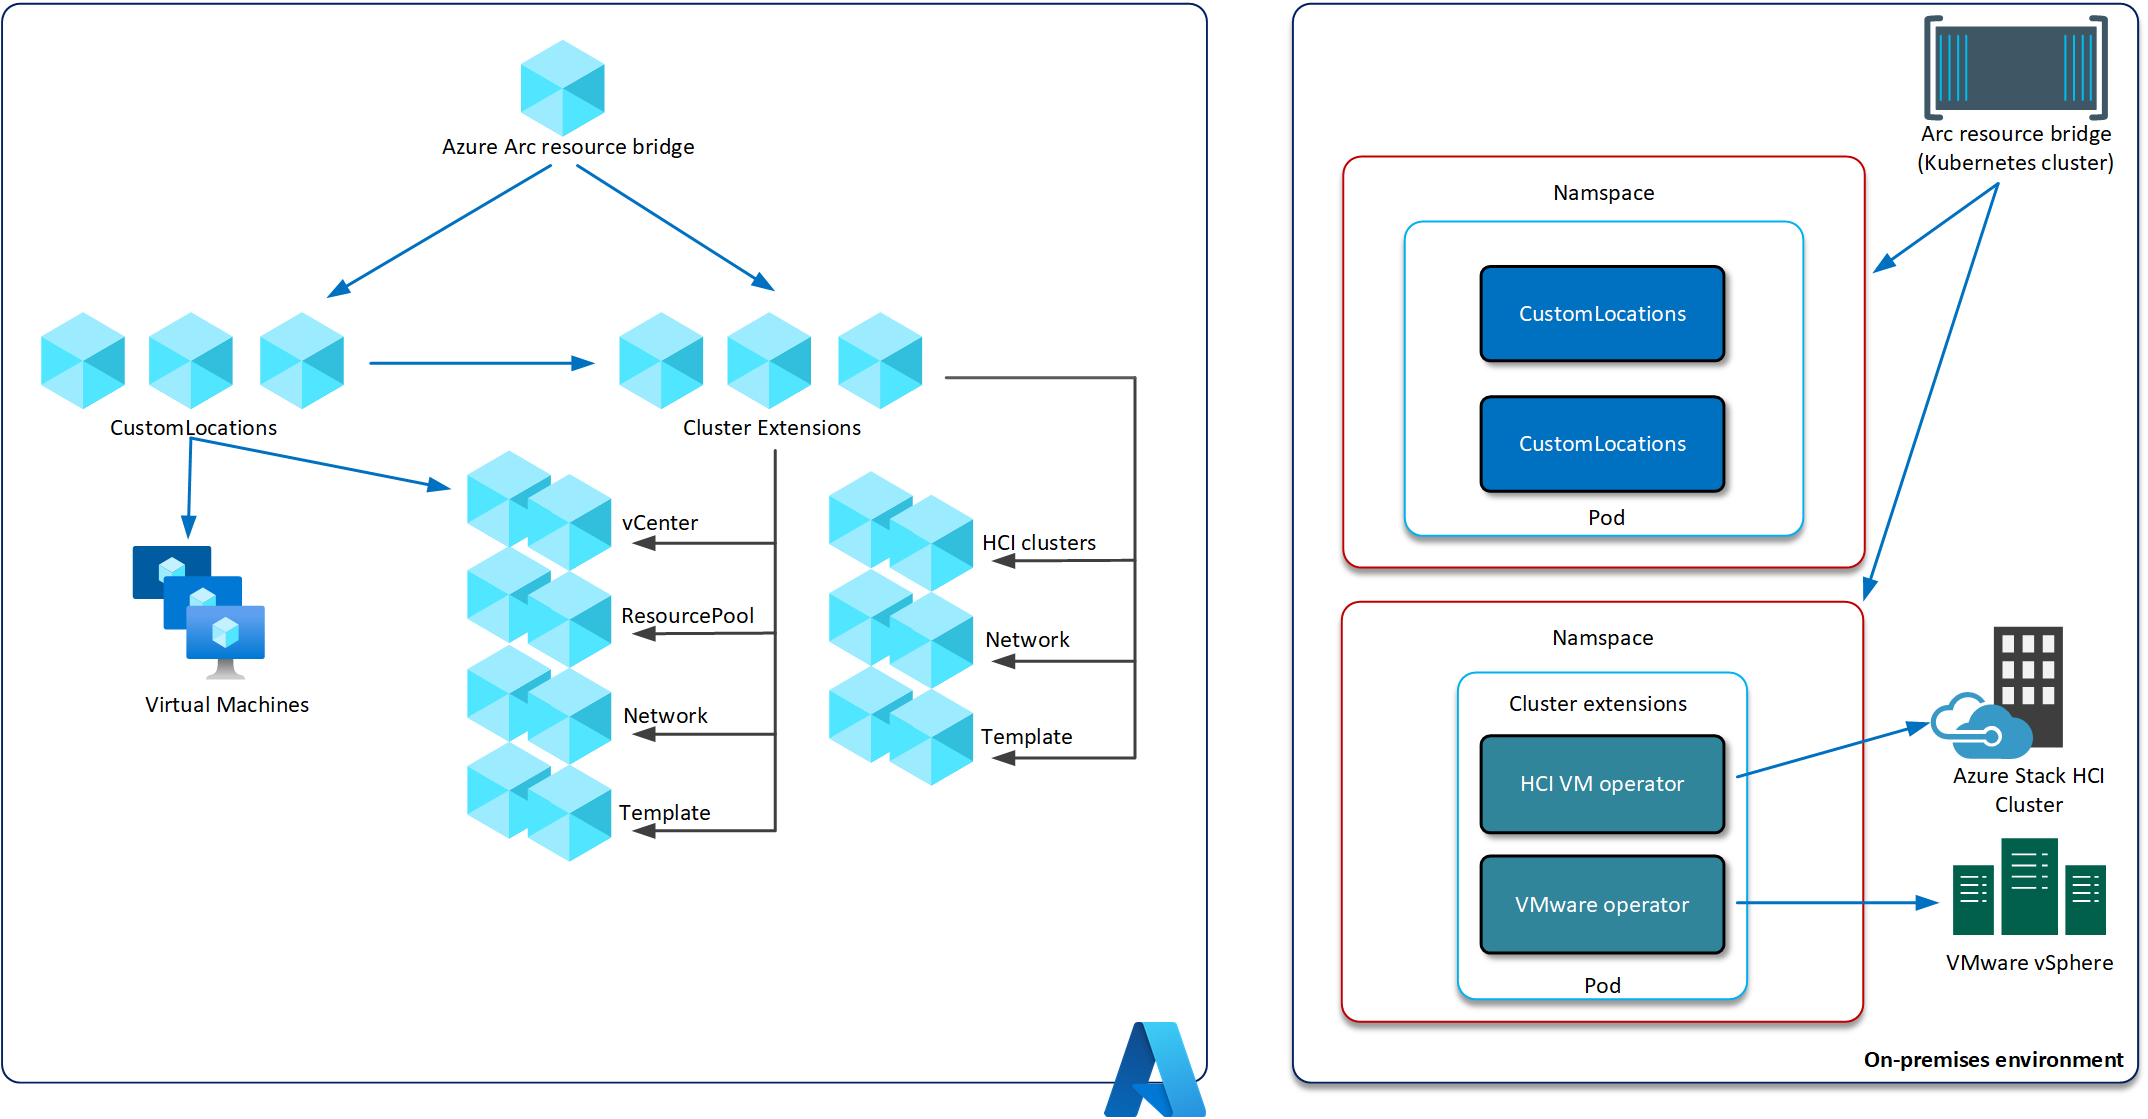 Azure Arc resource bridge
CustomLocations
Cluster Extensions
vCenter
ResourcePool
Network
Template
HCI clusters
Network
Template
Virtual Machines
Arc resource bridge
(Kubernetes cluster)
Namspace
CustomLocations
CustomLocations
Pod
Namspace
Cluster extensions
HCI VM operator
VMware operator
Pod
Azure Stack HCI
Cluster
VMware vSphere
On-premises environment